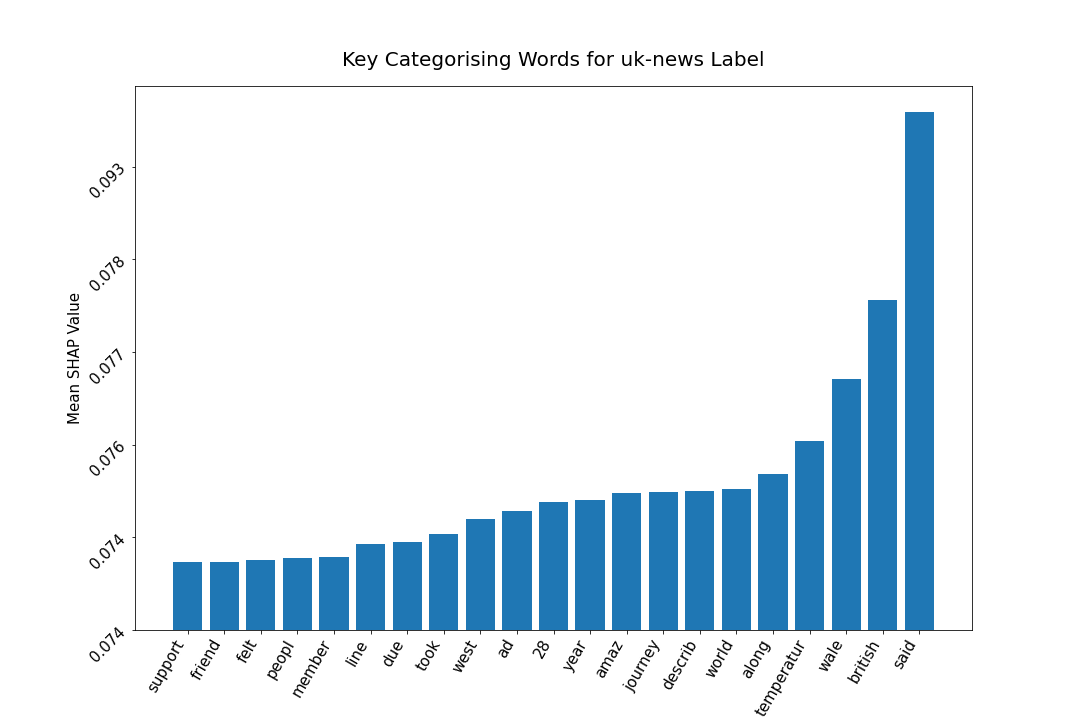 Key Categorising Words for uk-news Label
Mean SHAP Value
0.093
0.078
0.077
0.076
0.074
0.074
support
friend
felt
peopl
member
line
due
took
west
ad
28
year
amaz
journey
describ
world
along
temperatur
wale
british
said